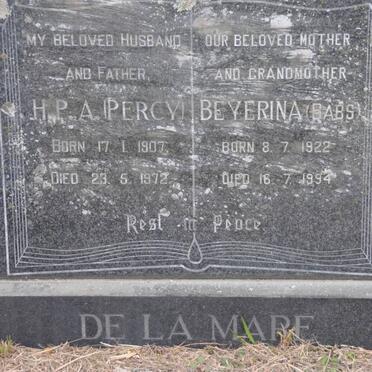 My Beloved Husband
and Father
H.P.A. (Percy)
Born 17. 1. 1907
Died 23. 5. 1972
Our Beloved Mother
and Grandmother
Beyerina (Babs)
Born 8. 7. 1922
Died 16. 7. 1994
Rest in Peace
DE LA MARE